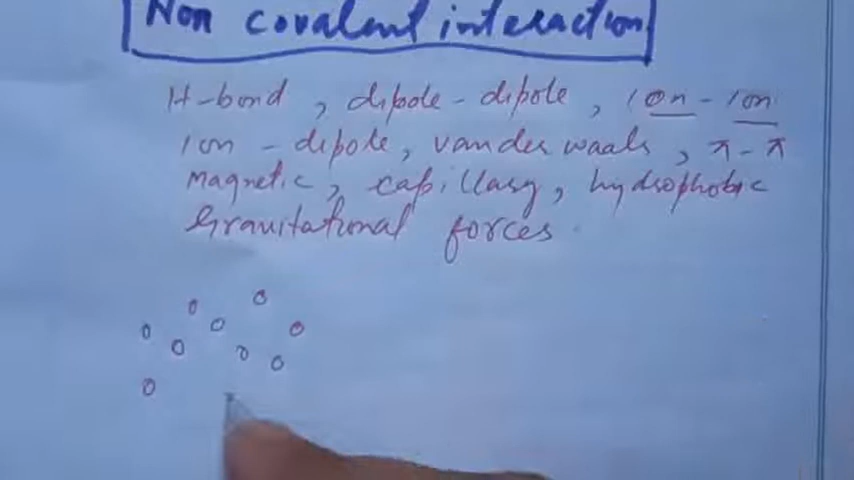 Non covalent interaction
H-bond, dipole-dipole, ion-ion
ion-dipole, vander waals, π-π
Magnetic, capillary, hydrophobic
Gravitational forces